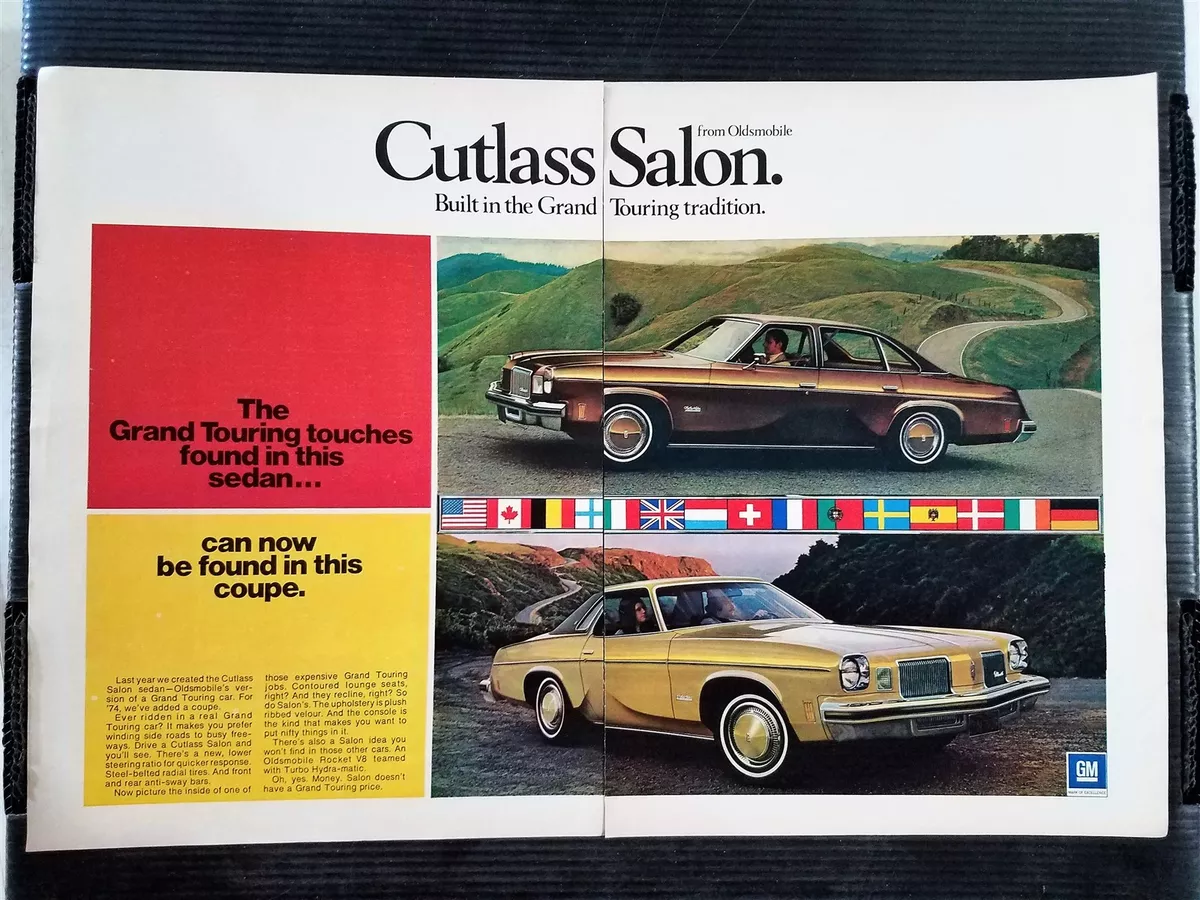 Cutlass Salon.
from Oldsmobile
Built in the Grand Touring tradition.
The
Grand Touring touches
found in this
sedan...
can now
be found in this
coupe.
Last year we created the Cutlass
Salon sedan—Oldsmobile's ver-
sion of a Grand Touring car. For
'74, we've added a coupe.
Ever ridden in a real Grand
Touring car? It makes you prefer
winding side roads to busy free-
ways. Drive a Cutlass Salon and
you'll see. There's a new, lower
steering ratio for quicker response.
Steel-belted radial tires. And front
and rear anti-sway bars.
Now picture the inside of one of
those expensive Grand Touring
jobs. Contoured lounge seats,
right? And they recline, right? So
do Salon's. The upholstery is plush
ribbed velour. And the console is
the kind that makes you want to
put nifty things in it.
There's also a Salon idea you
won't find in those other cars. An
Oldsmobile Rocket V8 teamed
with Turbo Hydra-matic.
Oh, yes. Money. Salon doesn't
have a Grand Touring price.
GM
MARK OF EXCELLENCE